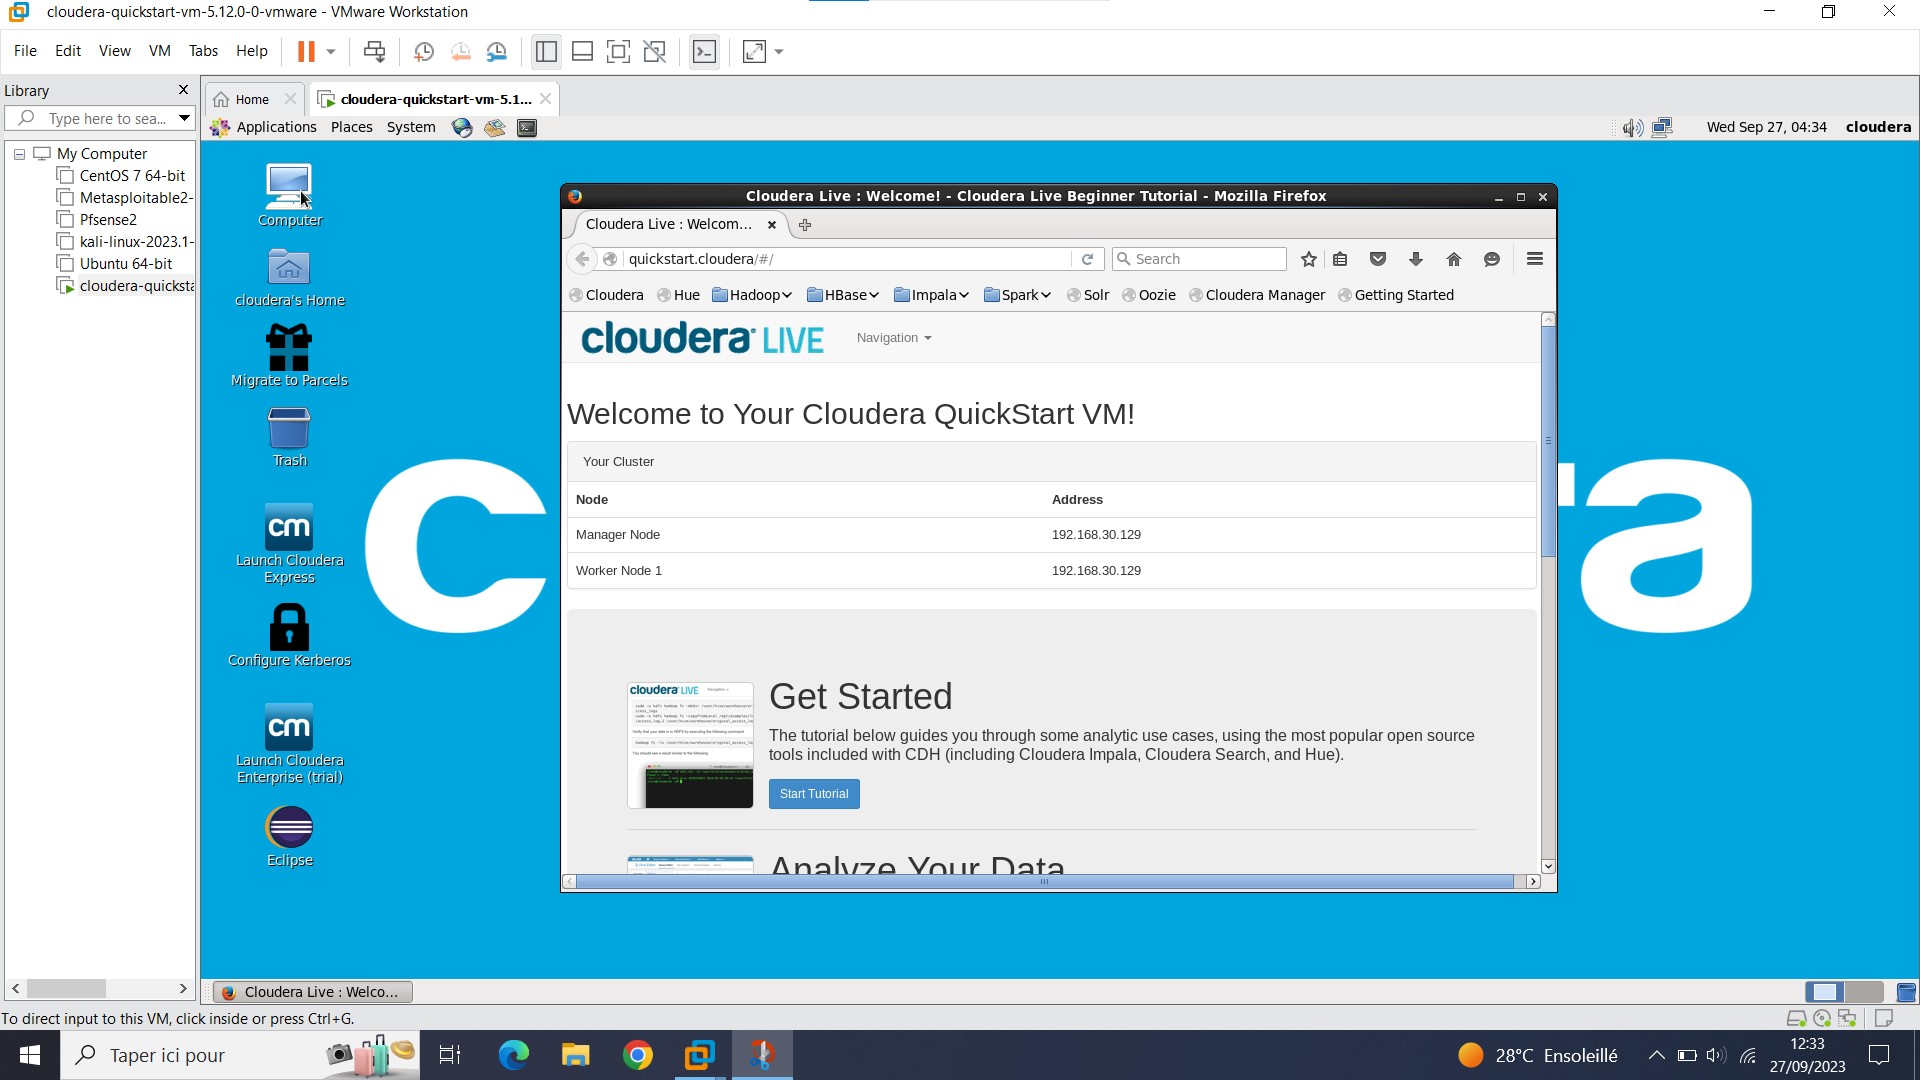 cloudera-quickstart-vm-5.12.0-0-vmware - VMware Workstation
File Edit View VM Tabs Help
Library
Type here to sea...
My Computer
CentOS 7 64-bit
Metasploitable2-
Pfsense2
kali-linux-2023.1-
Ubuntu 64-bit
cloudera-quicksta
Home
cloudera-quickstart-vm-5.1...
Applications Places System
Wed Sep 27, 04:34 cloudera
Computer
cloudera's Home
Migrate to Parcels
Trash
Launch Cloudera
Express
Configure Kerberos
Launch Cloudera
Enterprise (trial)
Eclipse
Cloudera Live : Welcome! - Cloudera Live Beginner Tutorial - Mozilla Firefox
Cloudera Live : Welcom...
quickstart.cloudera/#/
Search
Cloudera Hue Hadoop HBase Impala Spark Solr Oozie Cloudera Manager Getting Started
cloudera LIVE
Navigation
Welcome to Your Cloudera QuickStart VM!
Your Cluster
Node Address
Manager Node 192.168.30.129
Worker Node 1 192.168.30.129
cloudera LIVE
Get Started
The tutorial below guides you through some analytic use cases, using the most popular open source
tools included with CDH (including Cloudera Impala, Cloudera Search, and Hue).
Start Tutorial
Analyze Your Data
Cloudera Live : Welco...
To direct input to this VM, click inside or press Ctrl+G.
Taper ici pour
28°C Ensoleillé
12:33
27/09/2023